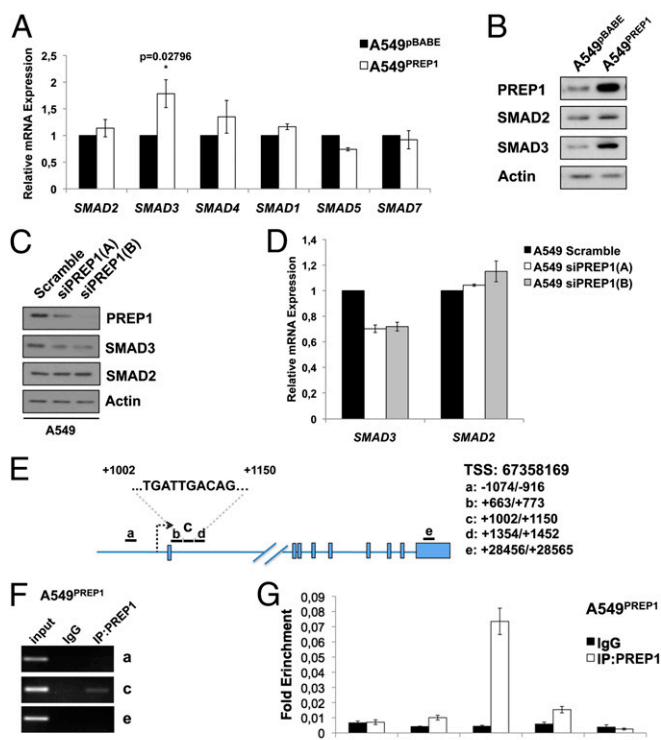 A
Relative mRNA Expression
2,5
2
1,5
1
0,5
0
p=0.02796
*
A549pBABE
A549PREP1
SMAD2 SMAD3 SMAD4 SMAD1 SMAD5 SMAD7
B
A549pBABE
A549PREP1
PREP1
SMAD2
SMAD3
Actin
C
Scramble
siPREP1(A)
siPREP1(B)
PREP1
SMAD3
SMAD2
Actin
A549
D
Relative mRNA Expression
1,4
1,2
1
0,8
0,6
0,4
0,2
0
A549 Scramble
A549 siPREP1(A)
A549 siPREP1(B)
SMAD3 SMAD2
E
+1002 +1150
...TGATTGACAG...
a b c d e
TSS: 67358169
a: -1074/-916
b: +663/+773
c: +1002/+1150
d: +1354/+1452
e: +28456/+28565
F
A549PREP1
input
IgG
IP:PREP1
a
c
e
G
Fold Erinchment
0,09
0,08
0,07
0,06
0,05
0,04
0,03
0,02
0,01
0
A549PREP1
IgG
IP:PREP1